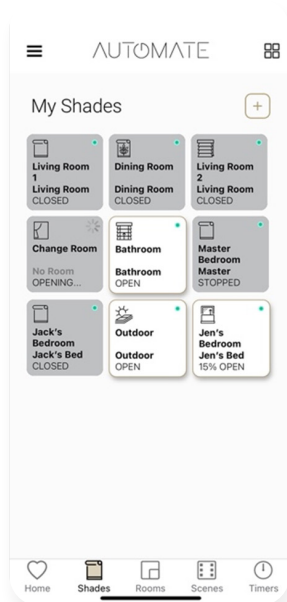 AUTOMATE
My Shades
Living Room
1
Living Room
CLOSED
Dining Room
Dining Room
CLOSED
Living Room
2
Living Room
CLOSED
Change Room
No Room
OPENING...
Bathroom
Bathroom
OPEN
Master
Bedroom
Master
STOPPED
Jack's
Bedroom
Jack's Bed
CLOSED
Outdoor
Outdoor
OPEN
Jen's
Bedroom
Jen's Bed
15% OPEN
Home
Shades
Rooms
Scenes
Timers